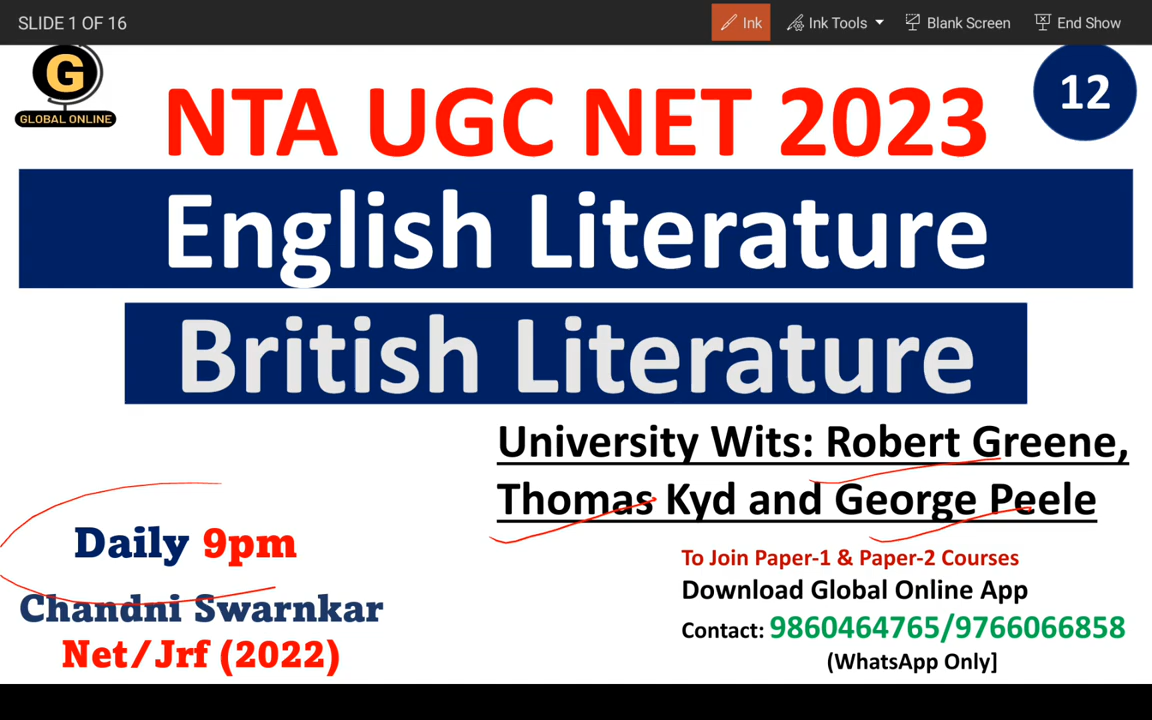 SLIDE 1 OF 16
Ink
Ink Tools
Blank Screen
End Show
G
GLOBAL ONLINE
NTA UGC NET 2023
12
English Literature
British Literature
University Wits: Robert Greene,
Thomas Kyd and George Peele
Daily 9pm
Chandni Swarnkar
Net/Jrf (2022)
To Join Paper-1 & Paper-2 Courses
Download Global Online App
Contact: 9860464765/9766066858
(WhatsApp Only]